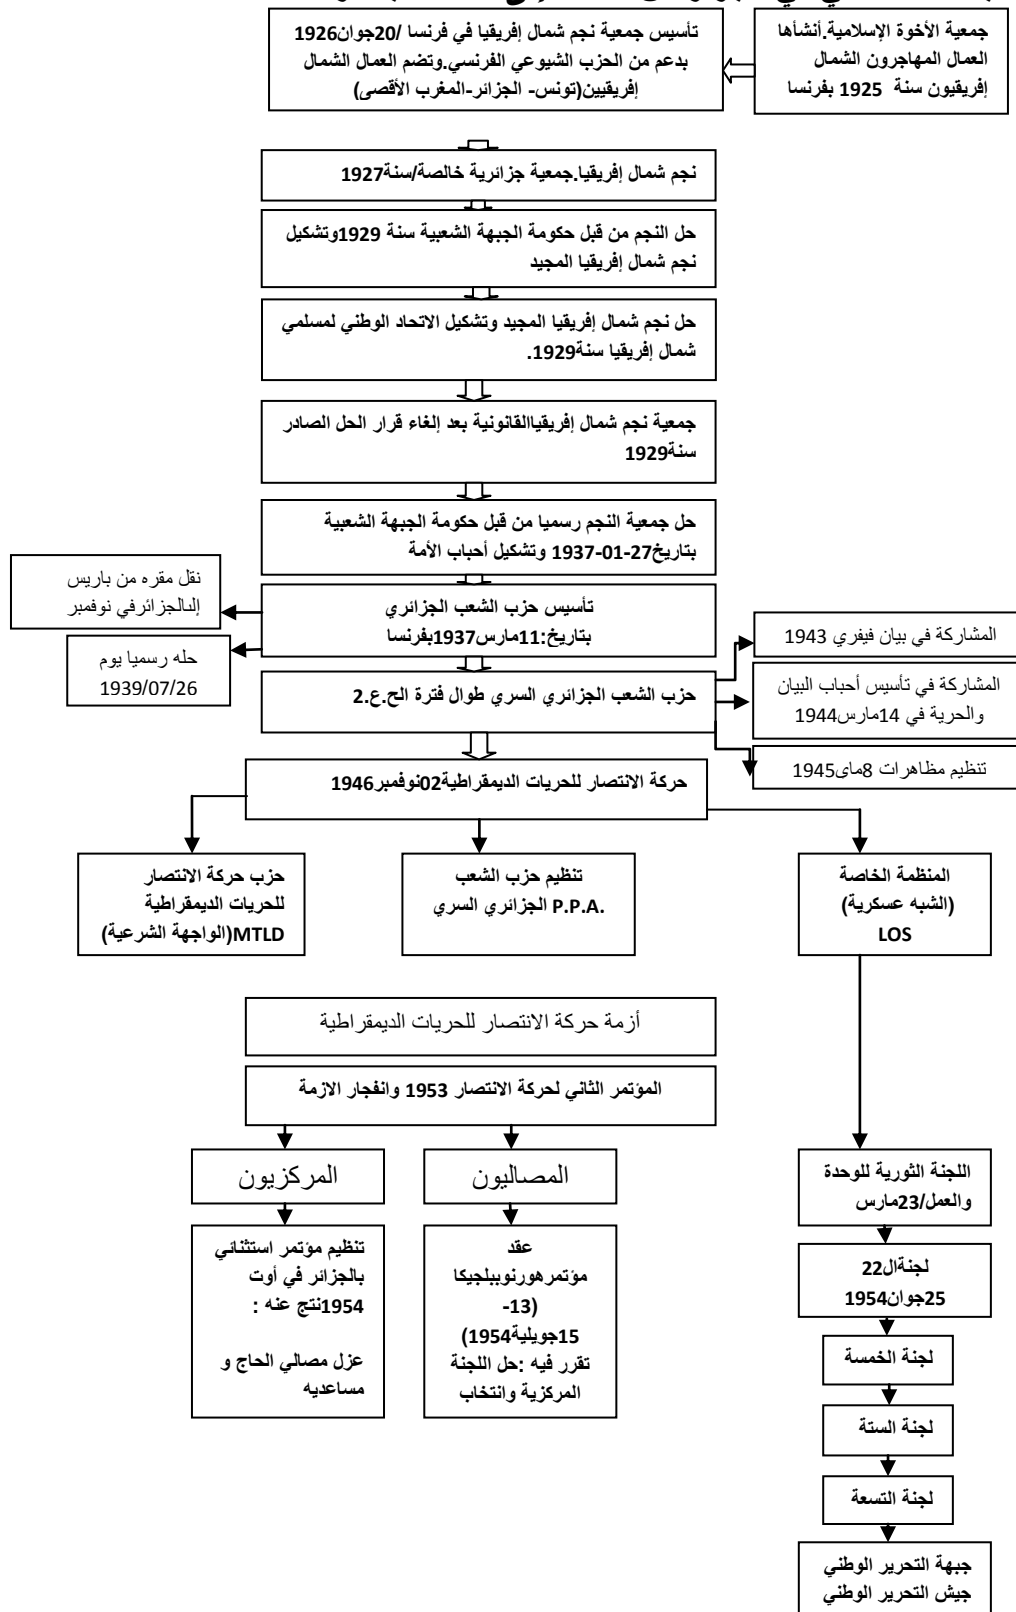 جمعية الأخوة الإسلامية.أنشأها
العمال المهاجرون الشمال
إفريقيون سنة 1925 بفرنسا
تأسيس جمعية نجم شمال إفريقيا في فرنسا /20جوان1926
بدعم من الحزب الشيوعي الفرنسي.وتضم العمال الشمال
إفريقيين(تونس- الجزائر-المغرب الأقصى)
نجم شمال إفريقيا.جمعية جزائرية خالصة/سنة1927
حل النجم من قبل حكومة الجبهة الشعبية سنة 1929وتشكيل
نجم شمال إفريقيا المجيد
حل نجم شمال إفريقيا المجيد وتشكيل الاتحاد الوطني لمسلمي
شمال إفريقيا سنة1929.
جمعية نجم شمال إفريقياالقانونية بعد إلغاء قرار الحل الصادر
سنة1929
حل جمعية النجم رسميا من قبل حكومة الجبهة الشعبية
بتاريخ27-01-1937 وتشكيل أحباب الأمة
تأسيس حزب الشعب الجزائري
بتاريخ:11مارس1937بفرنسا
نقل مقره من باريس
إلىالجزائرفي نوفمبر
حله رسميا يوم
1939/07/26
حزب الشعب الجزائري السري طوال فترة الح.ع.2
المشاركة في بيان فيفري 1943
المشاركة في تأسيس أحباب البيان
والحرية في 14مارس1944
تنظيم مظاهرات 8ماى1945
حركة الانتصار للحريات الديمقراطية02نوفمبر1946
المنظمة الخاصة
(الشبه عسكرية)
LOS
تنظيم حزب الشعب
الجزائري السري P.P.A.
حزب حركة الانتصار
للحريات الديمقراطية
MTLD(الواجهة الشرعية)
أزمة حركة الانتصار للحريات الديمقراطية
المؤتمر الثاني لحركة الانتصار 1953 وانفجار الازمة
المصاليون
المركزيون
عقد
مؤتمرهورنوببلجيكا
(13-
15جويلية1954)
تقرر فيه :حل اللجنة
المركزية وانتخاب
تنظيم مؤتمر استثنائي
بالجزائر في أوت
1954نتج عنه :
عزل مصالي الحاج و
مساعديه
اللجنة الثورية للوحدة
والعمل/23مارس
لجنةال22
25جوان1954
لجنة الخمسة
لجنة الستة
لجنة التسعة
جبهة التحرير الوطني
جيش التحرير الوطني